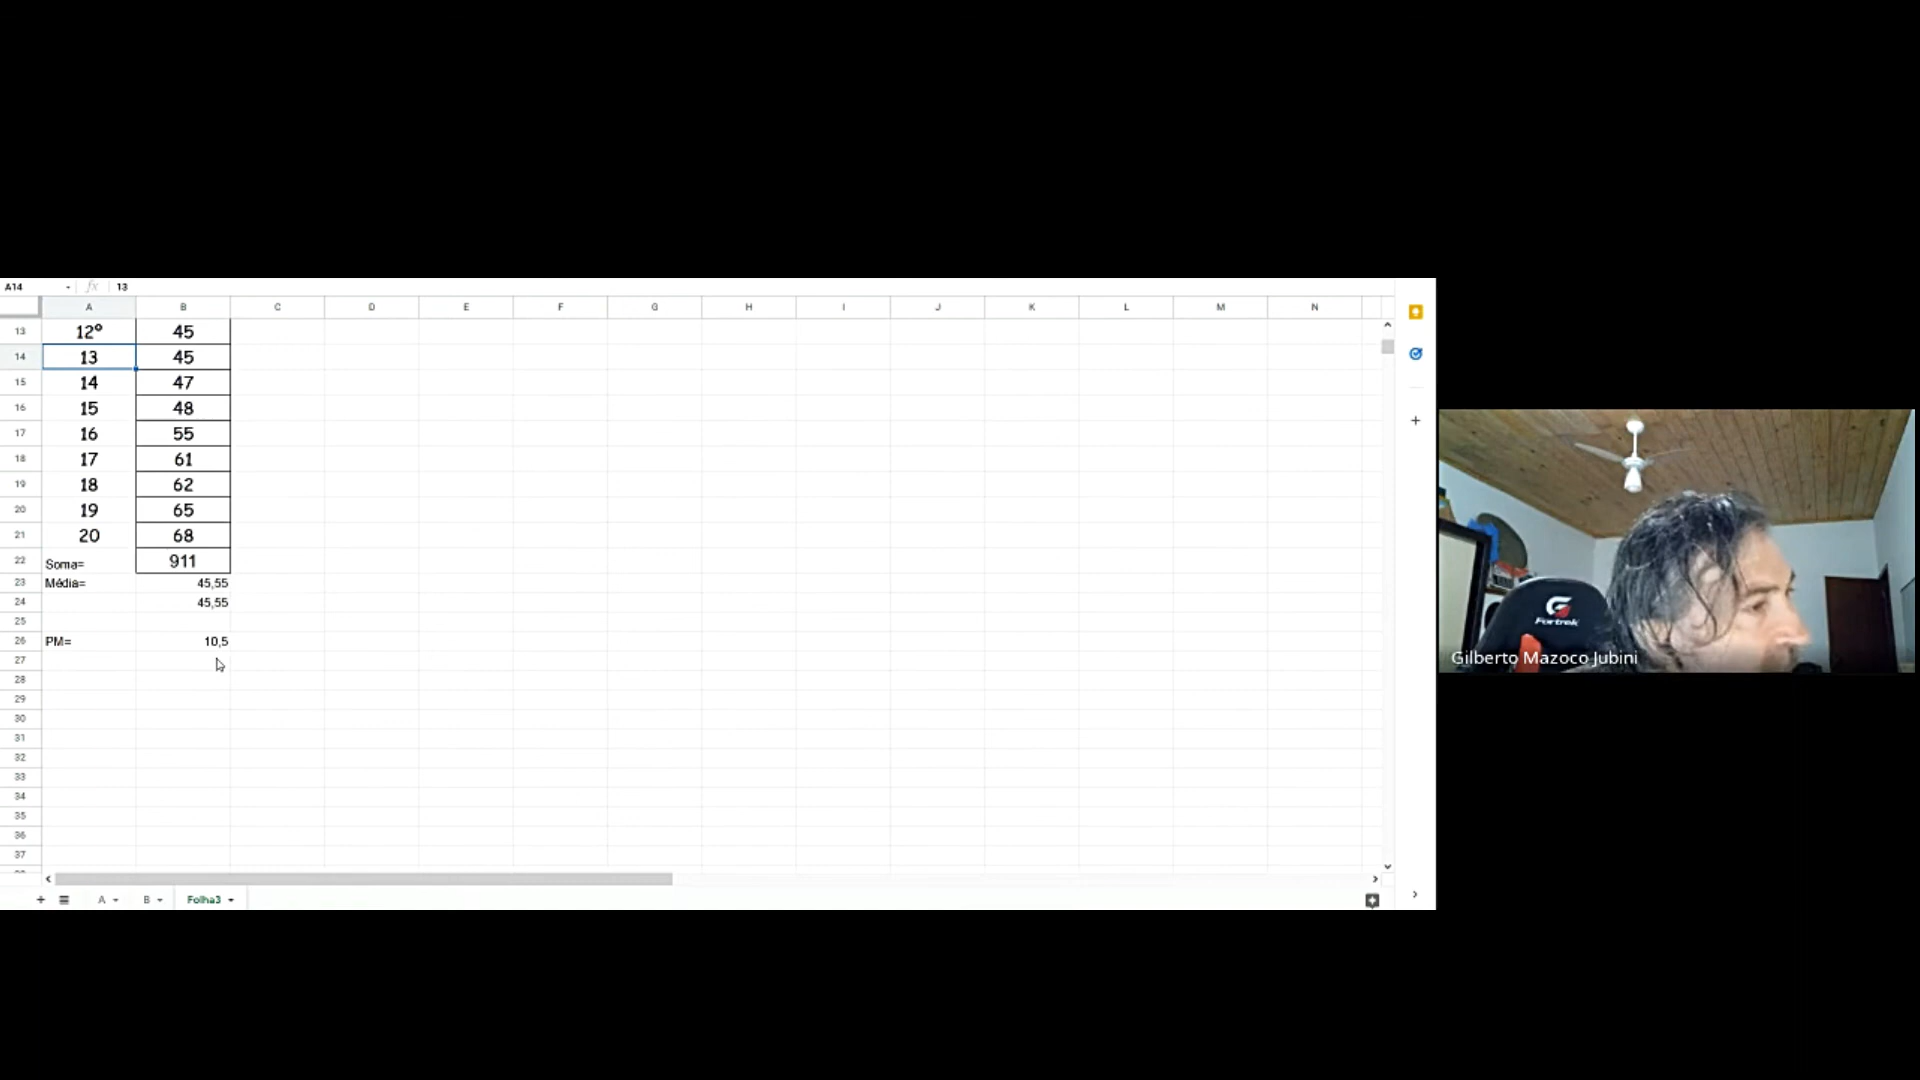 A14 fx 13
A B C D E F G H I J K L M N
13 12º 45
14 13 45
15 14 47
16 15 48
17 16 55
18 17 61
19 18 62
20 19 65
21 20 68
22 Soma= 911
23 Média= 45,55
24 45,55
25
26 PM= 10,5
27
28
29
30
31
32
33
34
35
36
37
A B Folha3
Fortrek
Gilberto Mazoco Jubini